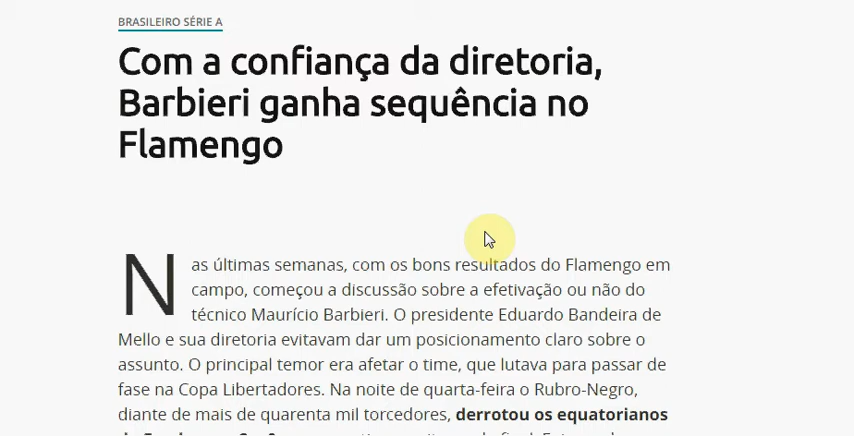 BRASILEIRO SÉRIE A
Com a confiança da diretoria,
Barbieri ganha sequência no
Flamengo
Nas últimas semanas, com os bons resultados do Flamengo em
campo, começou a discussão sobre a efetivação ou não do
técnico Maurício Barbieri. O presidente Eduardo Bandeira de
Mello e sua diretoria evitavam dar um posicionamento claro sobre o
assunto. O principal temor era afetar o time, que lutava para passar de
fase na Copa Libertadores. Na noite de quarta-feira o Rubro-Negro,
diante de mais de quarenta mil torcedores, derrotou os equatorianos